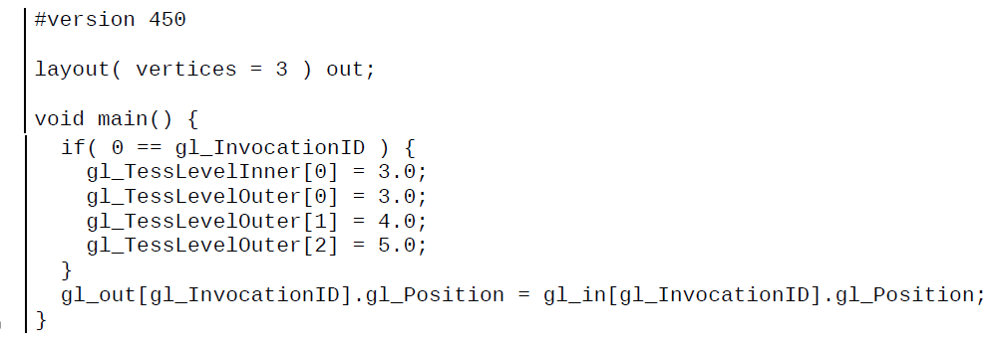 #version 450
layout( vertices = 3 ) out;
void main() {
if( 0 == gl_InvocationID ) {
gl_TessLevelInner[0] = 3.0;
gl_TessLevelOuter[0] = 3.0;
gl_TessLevelOuter[1] = 4.0;
gl_TessLevelOuter[2] = 5.0;
}
gl_out[gl_InvocationID].gl_Position = gl_in[gl_InvocationID].gl_Position;
}